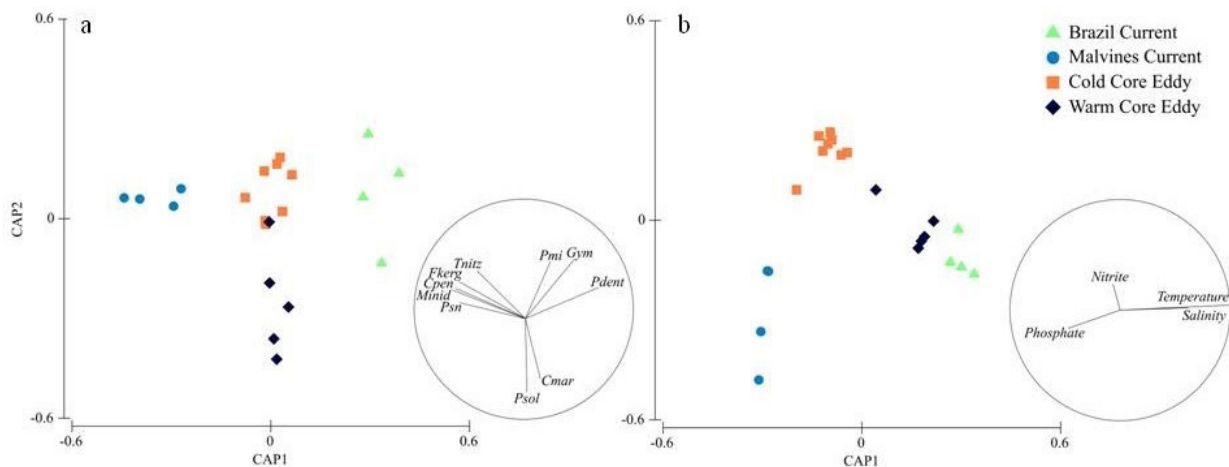 a
0.6
0
-0.6
CAP2
-0.6
0
0.6
CAP1
Tnitz
Fkerg
Cpen
Minid
Psn
Pmi
Gym
Pdent
Cmar
Psol
b
0.6
0
-0.6
-0.6
0
0.6
CAP1
Brazil Current
Malvines Current
Cold Core Eddy
Warm Core Eddy
Nitrite
Temperature
Salinity
Phosphate